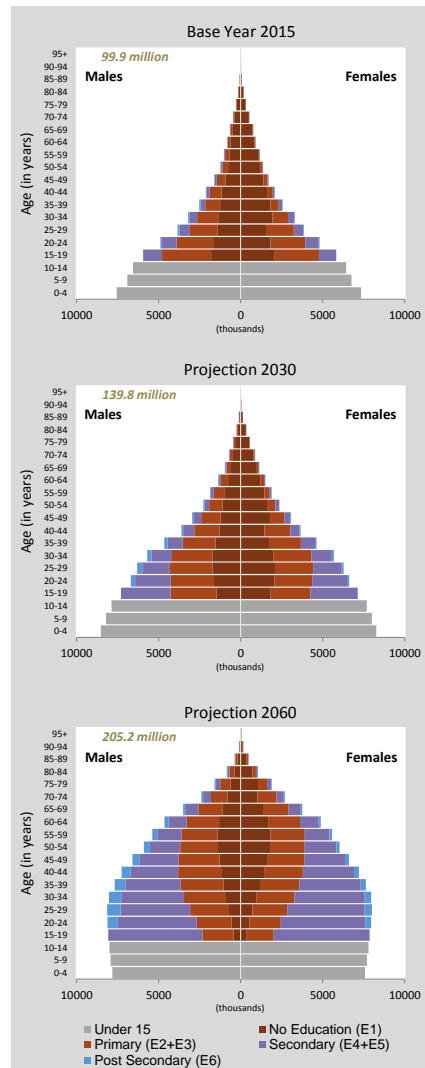 Base Year 2015
99.9 million
Males
Females
Age (in years)
95+
90-94
85-89
80-84
75-79
70-74
65-69
60-64
55-59
50-54
45-49
40-44
35-39
30-34
25-29
20-24
15-19
10-14
5-9
0-4
10000 5000 0 5000 10000
(thousands)
Projection 2030
139.8 million
Males
Females
Age (in years)
95+
90-94
85-89
80-84
75-79
70-74
65-69
60-64
55-59
50-54
45-49
40-44
35-39
30-34
25-29
20-24
15-19
10-14
5-9
0-4
10000 5000 0 5000 10000
(thousands)
Projection 2060
205.2 million
Males
Females
Age (in years)
95+
90-94
85-89
80-84
75-79
70-74
65-69
60-64
55-59
50-54
45-49
40-44
35-39
30-34
25-29
20-24
15-19
10-14
5-9
0-4
10000 5000 0 5000 10000
(thousands)
Under 15 No Education (E1)
Primary (E2+E3) Secondary (E4+E5)
Post Secondary (E6)